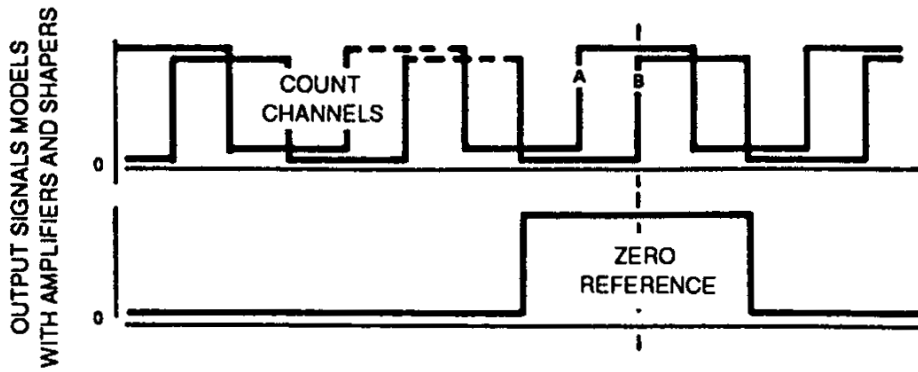 OUTPUT SIGNALS MODELS
WITH AMPLIFIERS AND SHAPERS
COUNT
CHANNELS
A
B
0
ZERO
REFERENCE
0